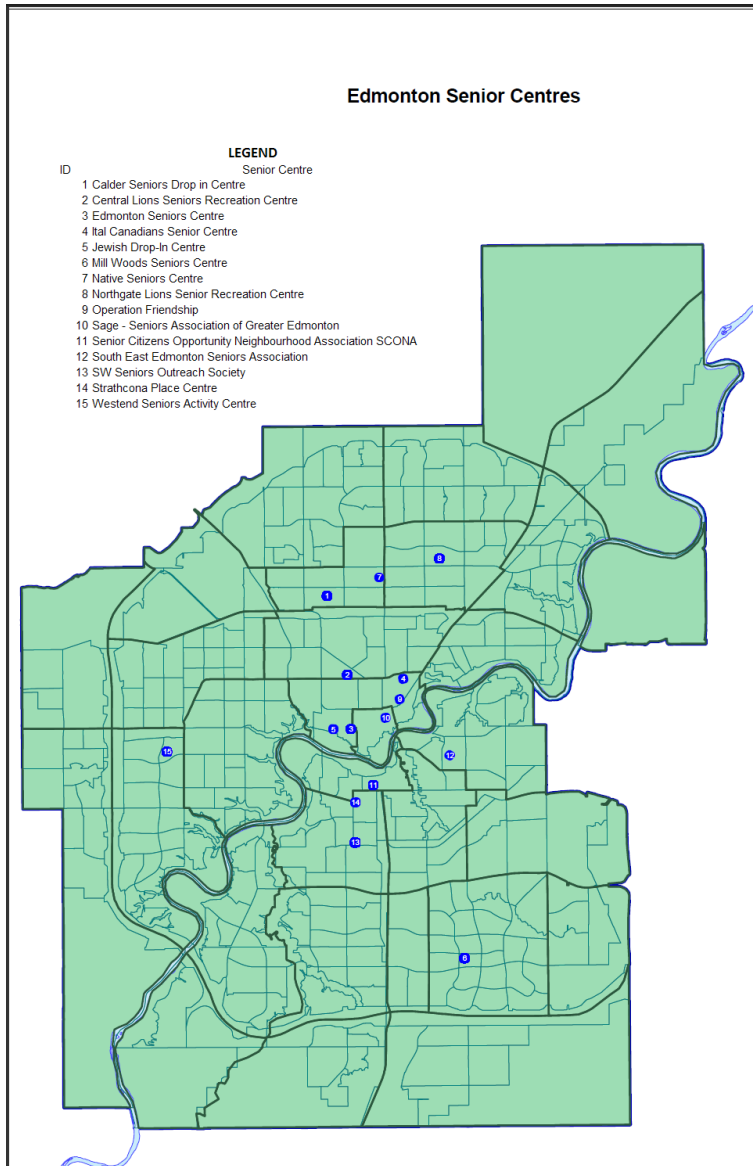 Edmonton Senior Centres
LEGEND
ID Senior Centre
1 Calder Seniors Drop in Centre
2 Central Lions Seniors Recreation Centre
3 Edmonton Seniors Centre
4 Ital Canadians Senior Centre
5 Jewish Drop-In Centre
6 Mill Woods Seniors Centre
7 Native Seniors Centre
8 Northgate Lions Senior Recreation Centre
9 Operation Friendship
10 Sage - Seniors Association of Greater Edmonton
11 Senior Citizens Opportunity Neighbourhood Association SCONA
12 South East Edmonton Seniors Association
13 SW Seniors Outreach Society
14 Strathcona Place Centre
15 Westend Seniors Activity Centre
8
7
1
2
4
9
10
5 3
15
12
11
14
13
6